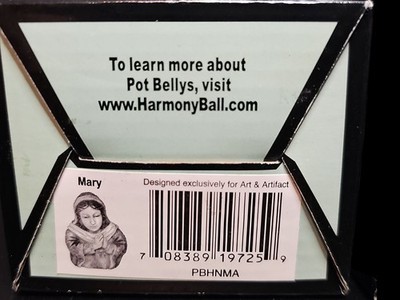 To learn more about
Pot Bellys, visit
www.HarmonyBall.com
Mary
Designed exclusively for Art & Artifact
7 08389 19725 9
PBHNMA